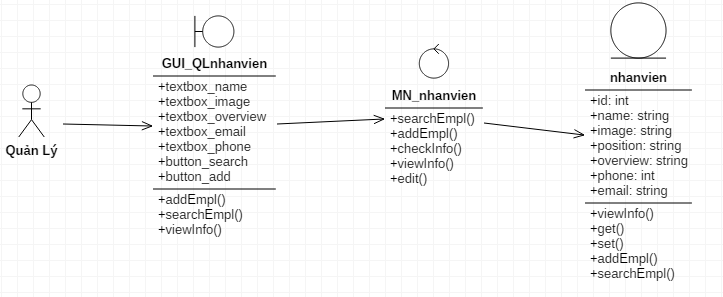 Quản Lý
GUI_QLnhanvien
+textbox_name
+textbox_image
+textbox_overview
+textbox_email
+textbox_phone
+button_search
+button_add
+addEmpl()
+searchEmpl()
+viewInfo()
MN_nhanvien
+searchEmpl()
+addEmpl()
+checkInfo()
+viewInfo()
+edit()
nhanvien
+id: int
+name: string
+image: string
+position: string
+overview: string
+phone: int
+email: string
+viewInfo()
+get()
+set()
+addEmpl()
+searchEmpl()